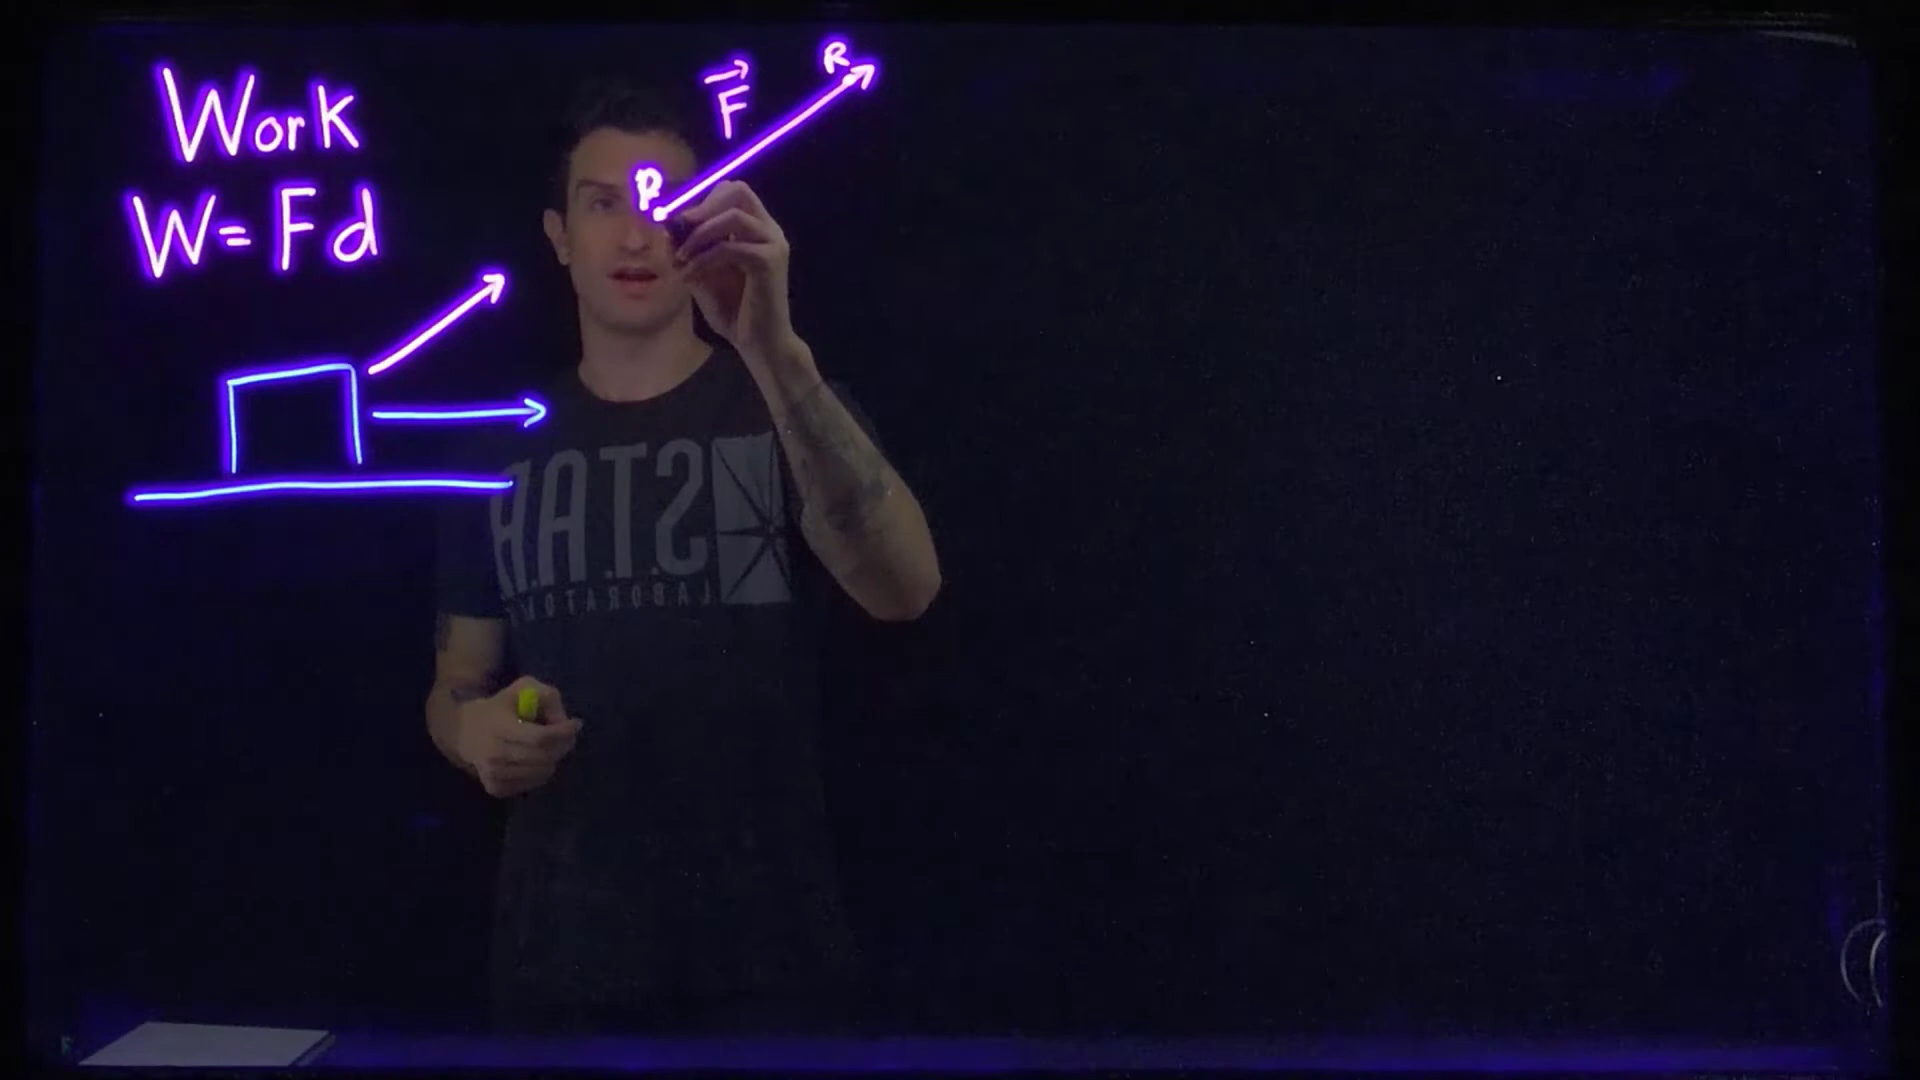 Work
W = Fd
F
R
P
S.T.A.R.